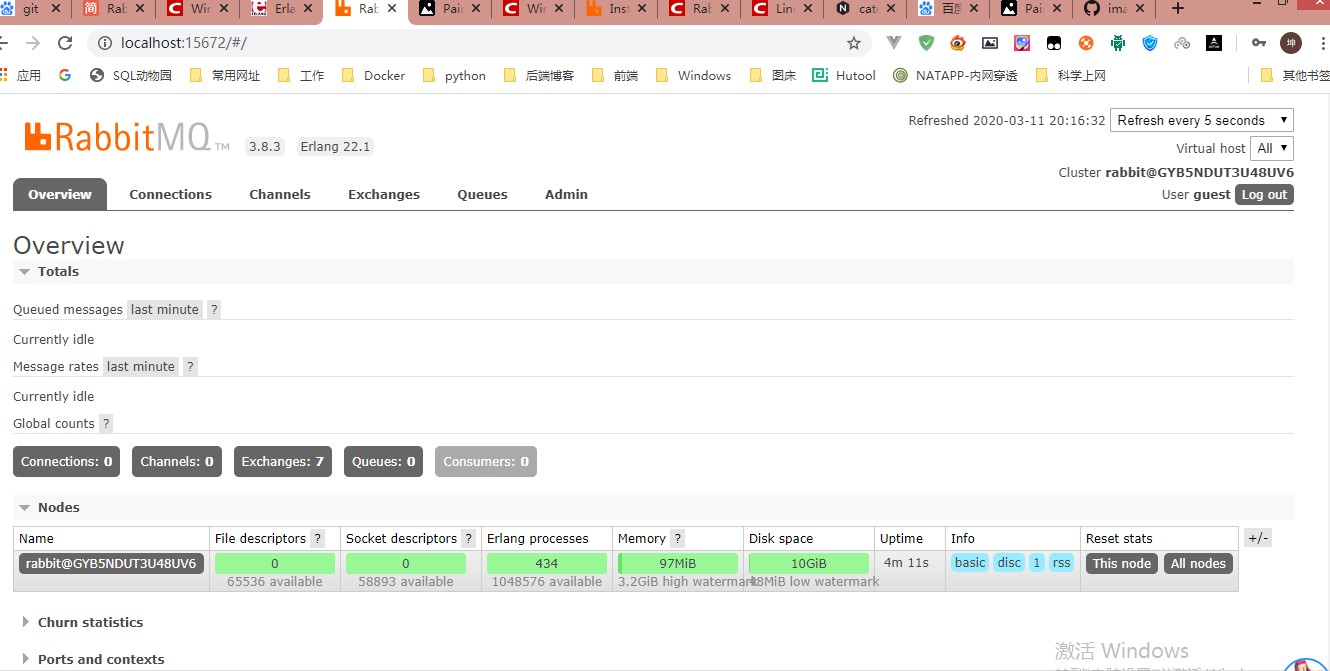 git Rab Win Erla Rab Pai Win Inst Rab Lin cat 百度 Pai ima
localhost:15672/#/
应用 SQL动物园 常用网址 工作 Docker python 后端博客 前端 Windows 图床 Hutool NATAPP-内网穿透 科学上网 其他书签
RabbitMQ TM 3.8.3 Erlang 22.1
Refreshed 2020-03-11 20:16:32 Refresh every 5 seconds
Virtual host All
Cluster rabbit@GYB5NDUT3U48UV6
User guest Log out
Overview Connections Channels Exchanges Queues Admin
Overview
Totals
Queued messages last minute ?
Currently idle
Message rates last minute ?
Currently idle
Global counts ?
Connections: 0 Channels: 0 Exchanges: 7 Queues: 0 Consumers: 0
Nodes
Name File descriptors ? Socket descriptors ? Erlang processes Memory ? Disk space Uptime Info Reset stats +/-
rabbit@GYB5NDUT3U48UV6 0 0 434 97MiB 10GiB 4m 11s basic disc 1 rss This node All nodes
65536 available 58893 available 1048576 available 3.2GiB high watermark 48MiB low watermark
Churn statistics
Ports and contexts
激活 Windows